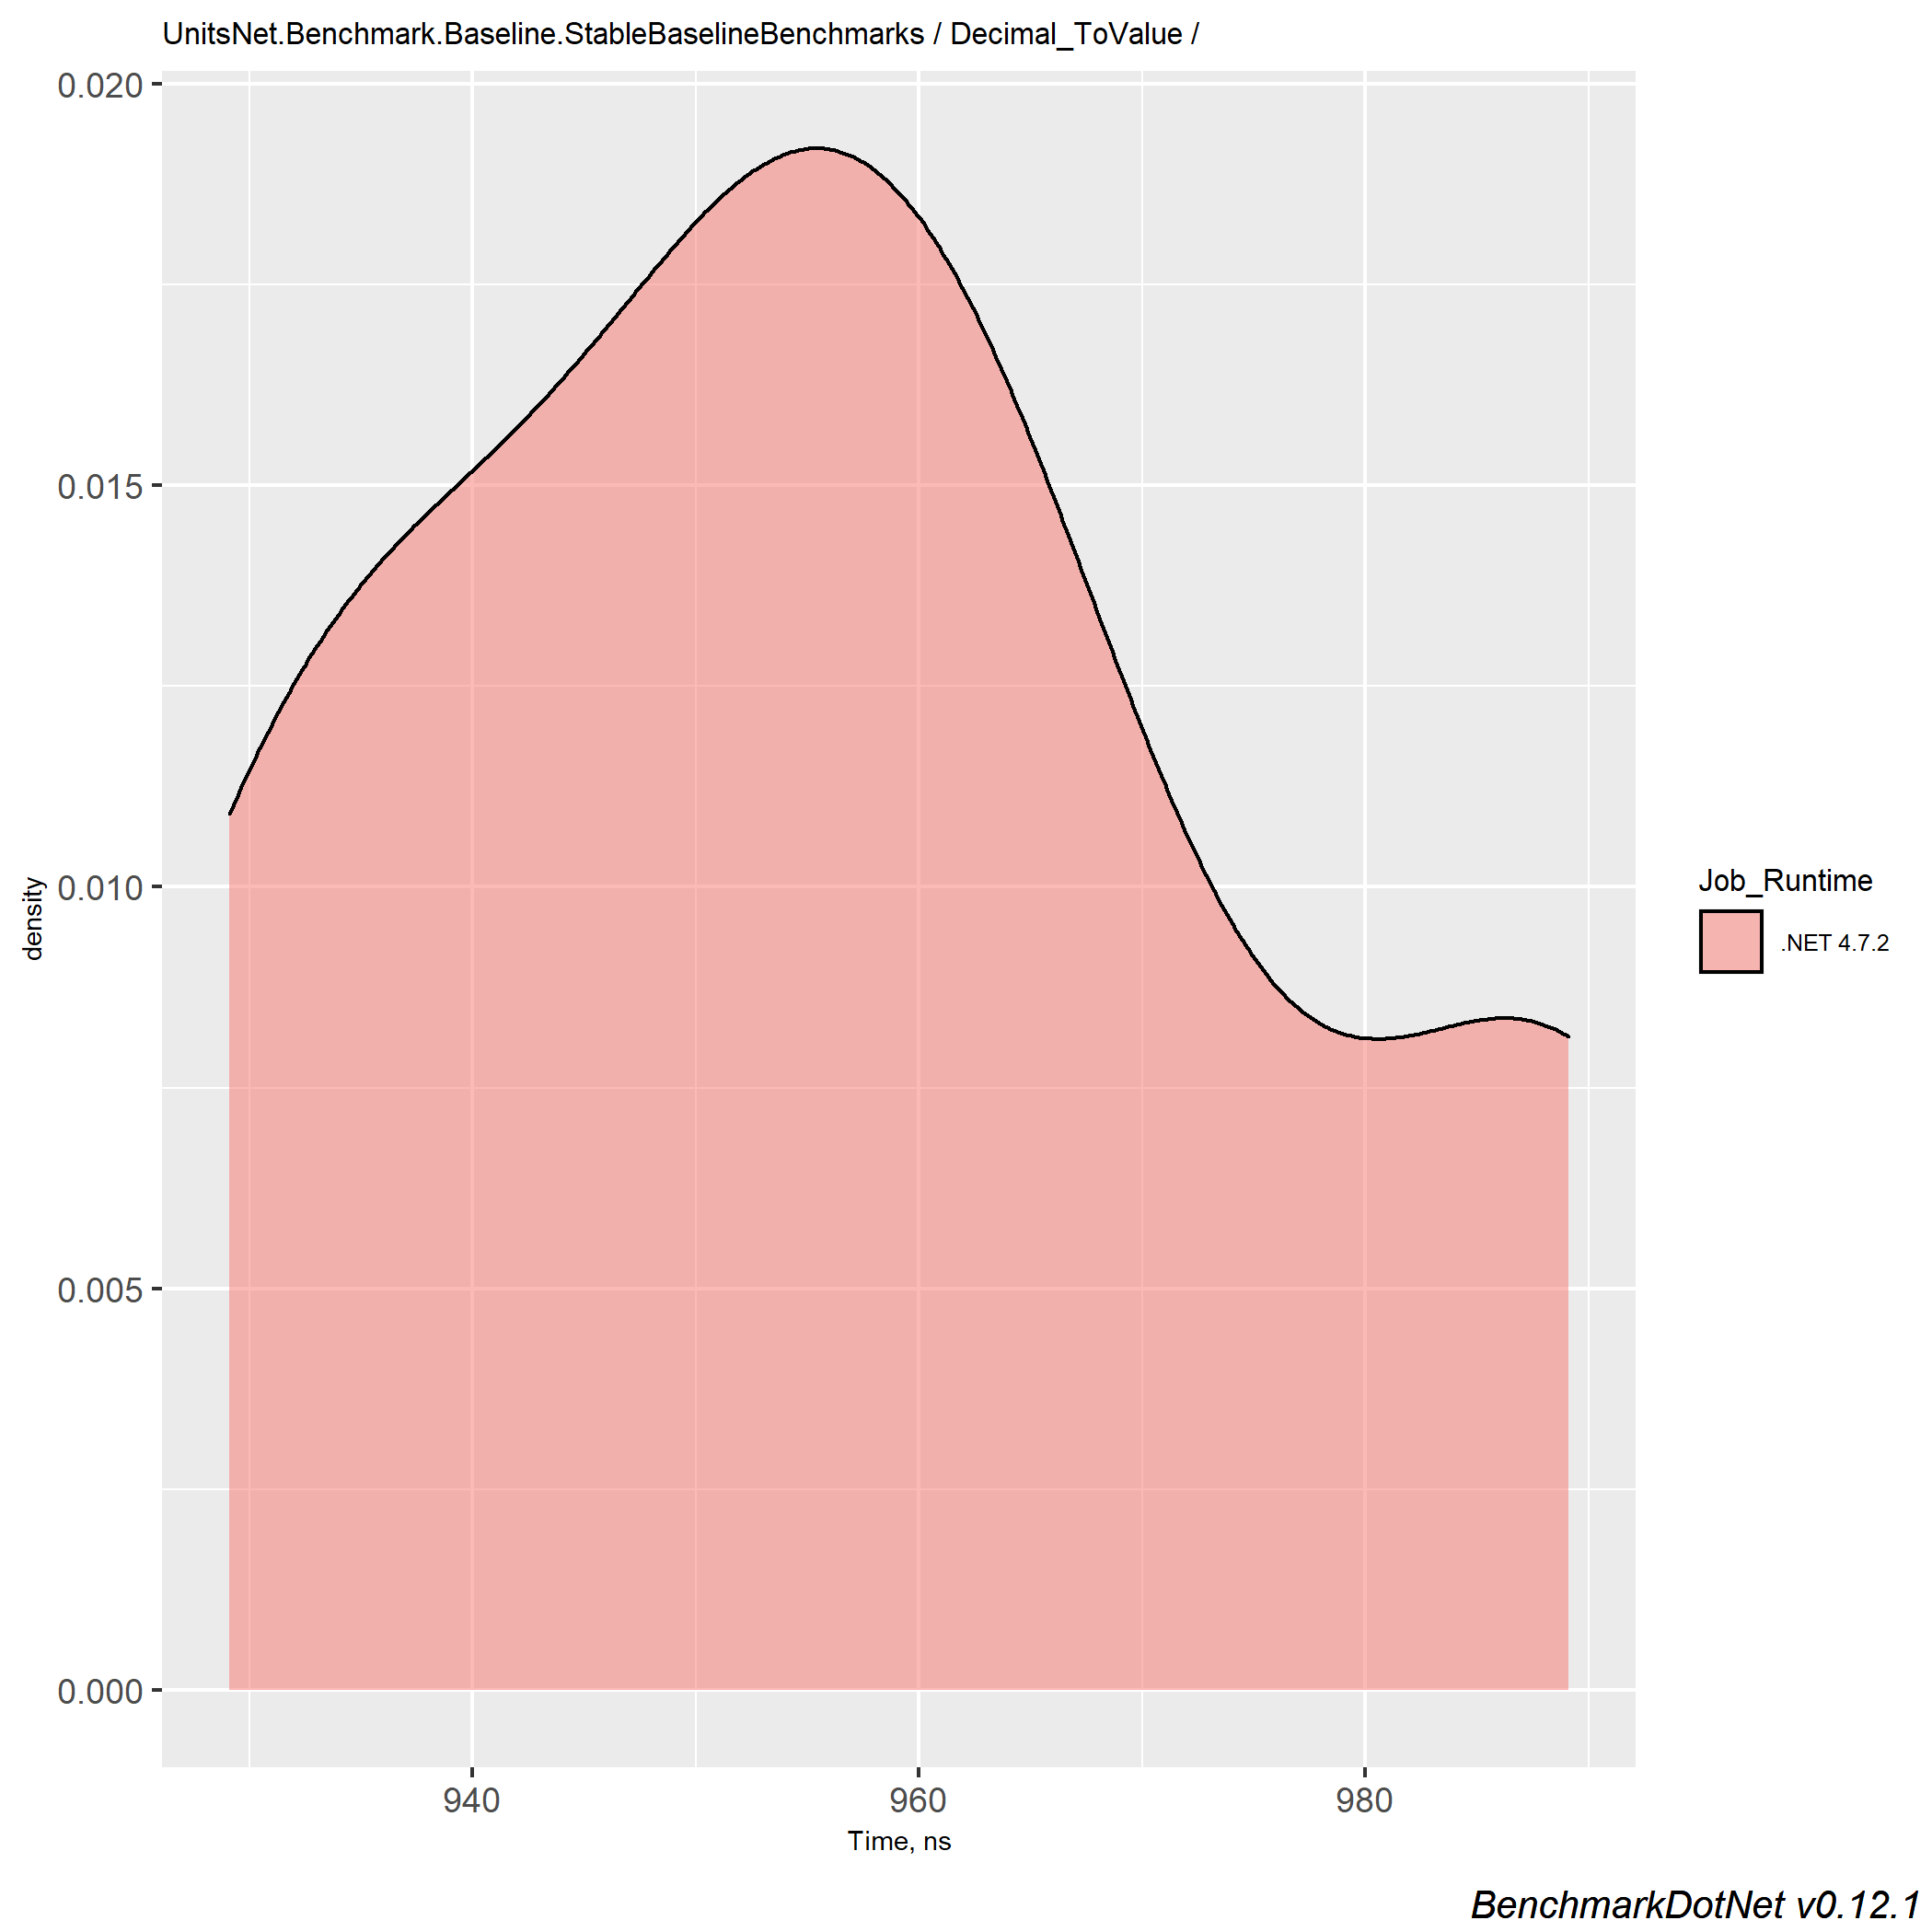 UnitsNet.Benchmark.Baseline.StableBaselineBenchmarks / Decimal_ToValue /
0.020
0.015
0.010
0.005
0.000
density
940
960
980
Time, ns
Job_Runtime
.NET 4.7.2
BenchmarkDotNet v0.12.1